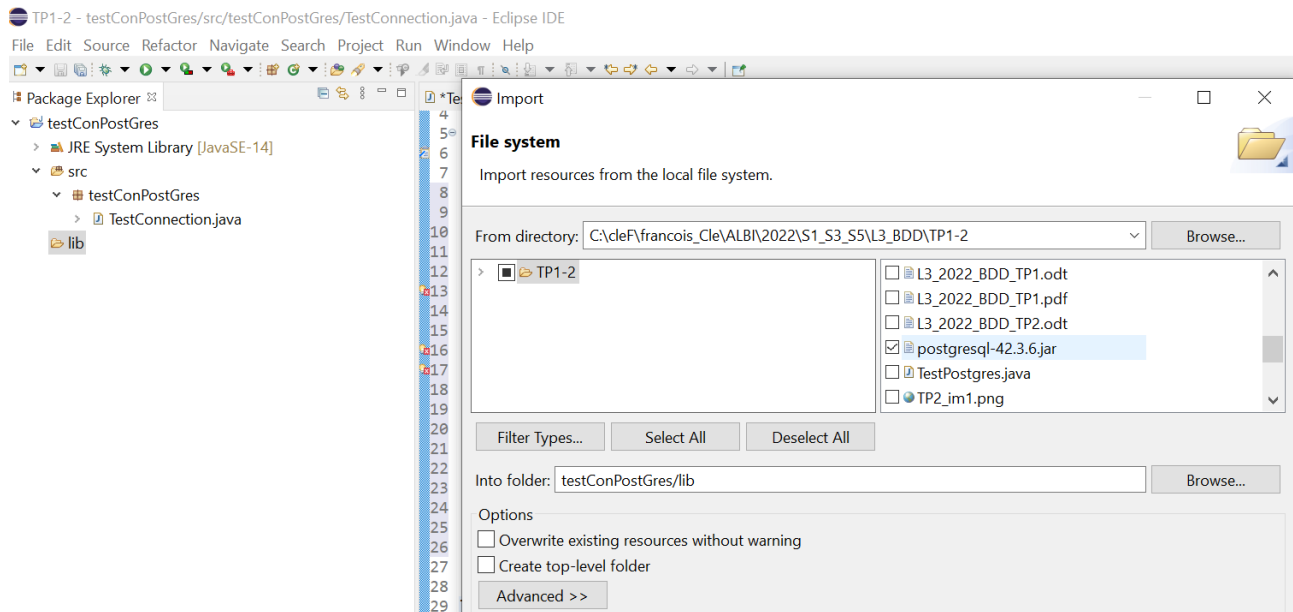 TP1-2 - testConPostGres/src/testConPostGres/TestConnection.java - Eclipse IDE
File Edit Source Refactor Navigate Search Project Run Window Help
Package Explorer
testConPostGres
JRE System Library [JavaSE-14]
src
testConPostGres
TestConnection.java
lib
*Te
4
5
6
7
8
9
10
11
12
13
14
15
16
17
18
19
20
21
22
23
24
25
26
27
28
29
Import
File system
Import resources from the local file system.
From directory: C:\cleF\francois_Cle\ALBI\2022\S1_S3_S5\L3_BDD\TP1-2 Browse...
TP1-2
L3_2022_BDD_TP1.odt
L3_2022_BDD_TP1.pdf
L3_2022_BDD_TP2.odt
postgresql-42.3.6.jar
TestPostgres.java
TP2_im1.png
Filter Types... Select All Deselect All
Into folder: testConPostGres/lib Browse...
Options
Overwrite existing resources without warning
Create top-level folder
Advanced >>